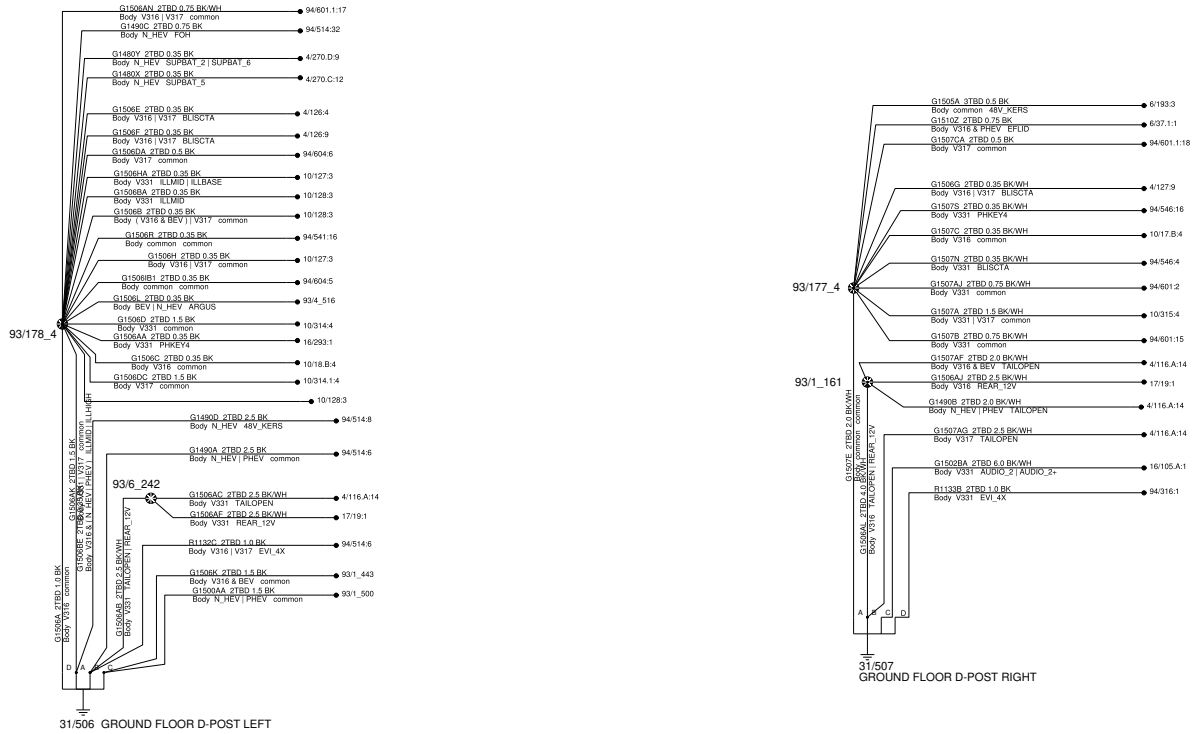 G1506AN 2TBD 0.75 BK/WH
Body V316 | V317 common
94/601.1:17
G1490C 2TBD 0.75 BK
Body N_HEV FOH
94/514:32
G1480Y 2TBD 0.35 BK
Body N_HEV SUPBAT_2 | SUPBAT_6
4/270.D:9
G1480X 2TBD 0.35 BK
Body N_HEV SUPBAT_5
4/270.C:12
G1506E 2TBD 0.35 BK
Body V316 | V317 BLISCTA
4/126:4
G1506F 2TBD 0.35 BK
Body V316 | V317 BLISCTA
4/126:9
G1506DA 2TBD 0.5 BK
Body V317 common
94/604:6
G1506HA 2TBD 0.35 BK
Body V331 ILLMID | ILLBASE
10/127:3
G1506BA 2TBD 0.35 BK
Body V331 ILLMID
10/128:3
G1506B 2TBD 0.35 BK
Body ( V316 & BEV ) | V317 common
10/128:3
G1506R 2TBD 0.35 BK
Body common common
94/541:16
G1506H 2TBD 0.35 BK
Body V316 | V317 common
10/127:3
G1506IB1 2TBD 0.35 BK
Body common common
94/604:5
G1506L 2TBD 0.35 BK
Body BEV | N_HEV ARGUS
93/4_516
G1506D 2TBD 1.5 BK
Body V331 common
10/314:4
G1506AA 2TBD 0.35 BK
Body V331 PHKEY4
16/293:1
G1506C 2TBD 0.35 BK
Body V316 common
10/18.B:4
G1506DC 2TBD 1.5 BK
Body V317 common
10/314.1:4
10/128:3
93/178_4
G1490D 2TBD 2.5 BK
Body N_HEV 48V_KERS
94/514:8
G1490A 2TBD 2.5 BK
Body N_HEV | PHEV common
94/514:6
93/6_242
G1506AC 2TBD 2.5 BK/WH
Body V331 TAILOPEN
4/116.A:14
G1506AF 2TBD 2.5 BK/WH
Body V331 REAR_12V
17/19:1
R1132C 2TBD 1.0 BK
Body V316 | V317 EVI_4X
94/514:6
G1506K 2TBD 1.5 BK
Body V316 & BEV common
93/1_443
G1500AA 2TBD 1.5 BK
Body N_HEV | PHEV common
93/1_500
G1506A 2TBD 1.0 BK
Body V316 common
G1506AK 2TBD 1.5 BK
V317 common
G1506BE 2TBD
Body V316 & ( N_HEV | PHEV ) ILLMID | ILLHIGH
G1506AB 2TBD 2.5 BK/WH
Body V331 TAILOPEN | REAR_12V
D A B C
31/506 GROUND FLOOR D-POST LEFT
G1505A 3TBD 0.5 BK
Body common 48V_KERS
6/193:3
G1510Z 2TBD 0.75 BK
Body V316 & PHEV EFLID
6/37.1:1
G1507CA 2TBD 0.5 BK
Body V317 common
94/601.1:18
G1506G 2TBD 0.35 BK/WH
Body V316 | V317 BLISCTA
4/127:9
G1507S 2TBD 0.35 BK/WH
Body V331 PHKEY4
94/546:16
G1507C 2TBD 0.35 BK/WH
Body V316 common
10/17.B:4
G1507N 2TBD 0.35 BK/WH
Body V331 BLISCTA
94/546:4
93/177_4
G1507AJ 2TBD 0.75 BK/WH
Body V331 common
94/601:2
G1507A 2TBD 1.5 BK/WH
Body V331 | V317 common
10/315:4
G1507B 2TBD 0.75 BK/WH
Body V331 common
94/601:15
G1507AF 2TBD 2.0 BK/WH
Body V316 & BEV TAILOPEN
4/116.A:14
93/1_161
G1506AJ 2TBD 2.5 BK/WH
Body V316 REAR_12V
17/19:1
G1490B 2TBD 2.0 BK/WH
Body N_HEV | PHEV TAILOPEN
4/116.A:14
G1507AG 2TBD 2.5 BK/WH
Body V317 TAILOPEN
4/116.A:14
G1502BA 2TBD 6.0 BK/WH
Body V331 AUDIO_2 | AUDIO_2+
16/105.A:1
R1133B 2TBD 1.0 BK
Body V331 EVI_4X
94/316:1
G1507E 2TBD 2.0 BK/WH
Body common common
G1506AL 2TBD 4.0 BK/WH
Body V316 TAILOPEN | REAR_12V
A B C D
31/507
GROUND FLOOR D-POST RIGHT